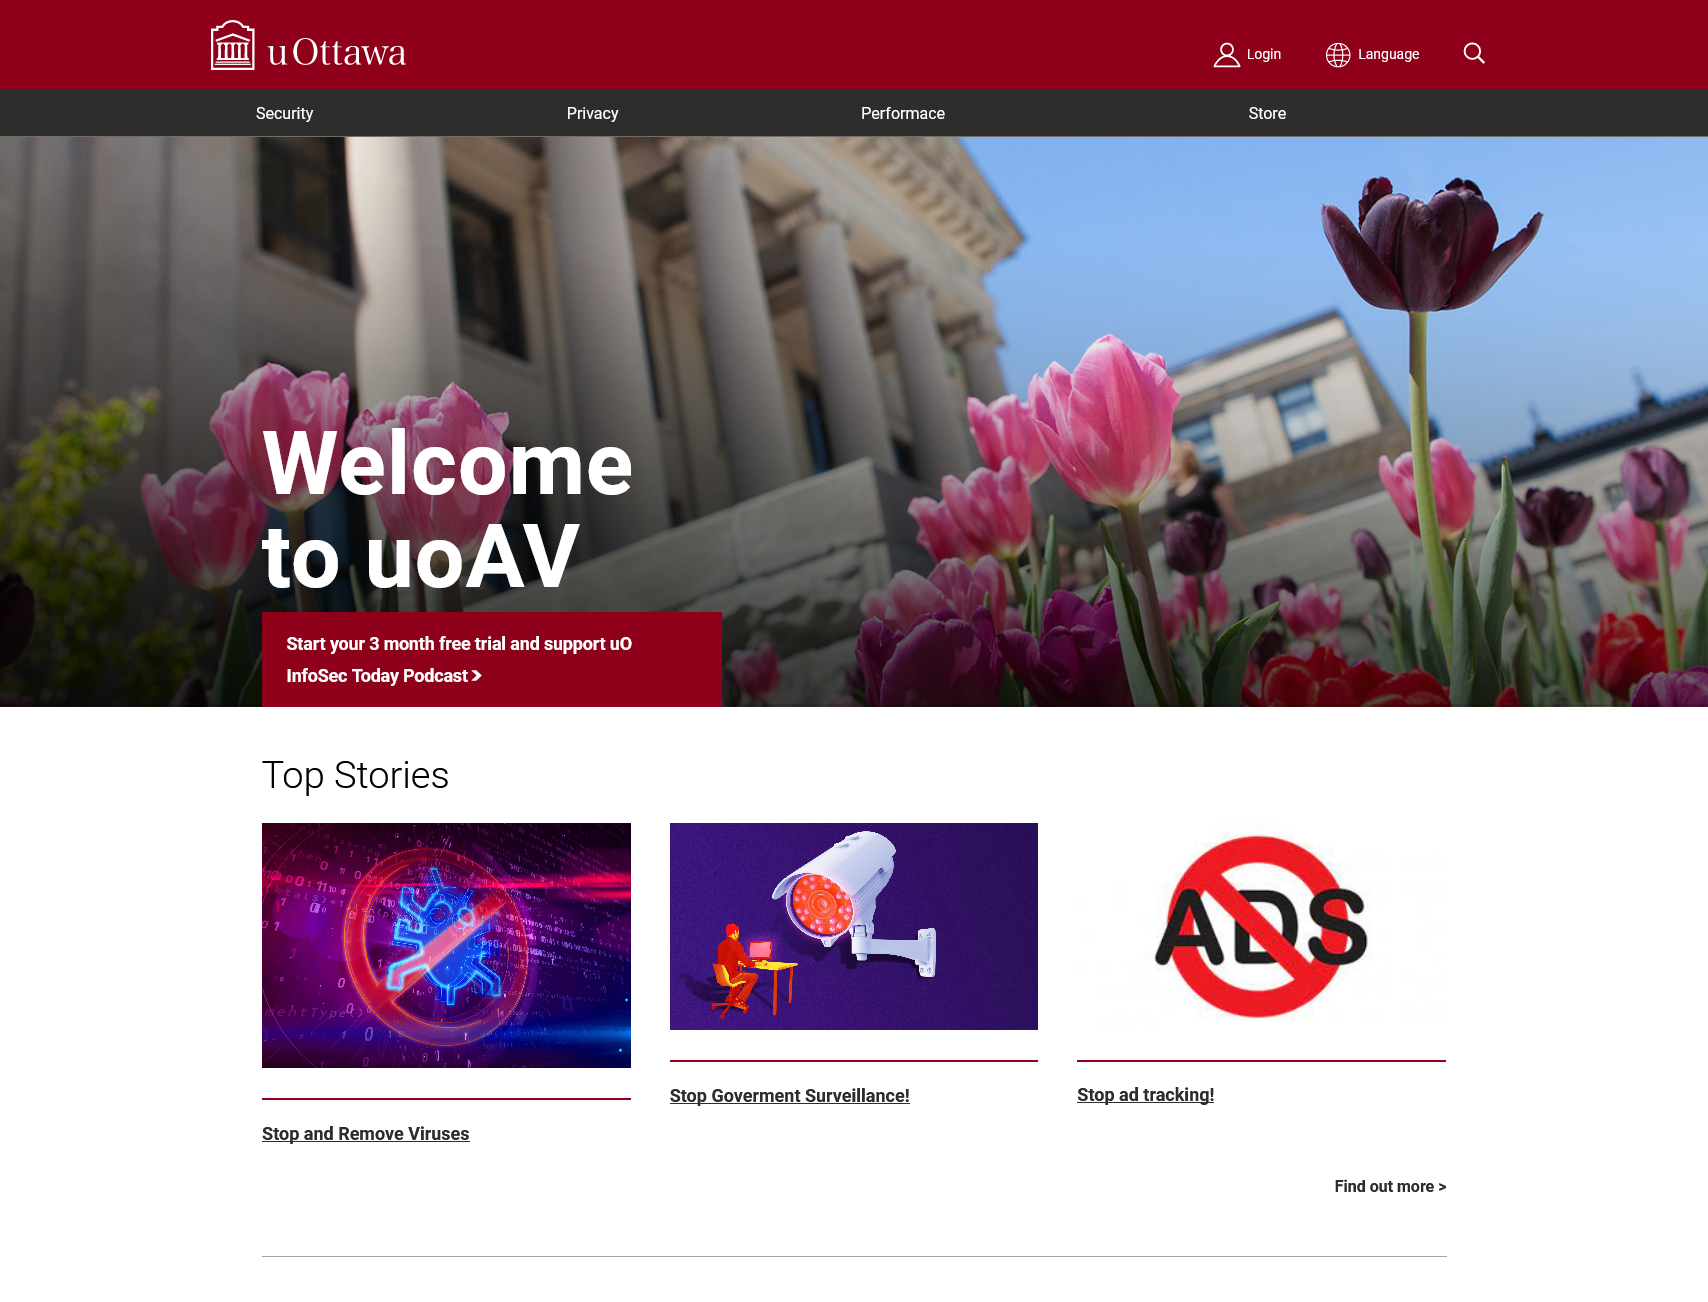 uOttawa
Login
Language
Security
Privacy
Performace
Store
Welcome
to uoAV
Start your 3 month free trial and support uO
InfoSec Today Podcast >
Top Stories
ADS
Stop and Remove Viruses
Stop Goverment Surveillance!
Stop ad tracking!
Find out more >